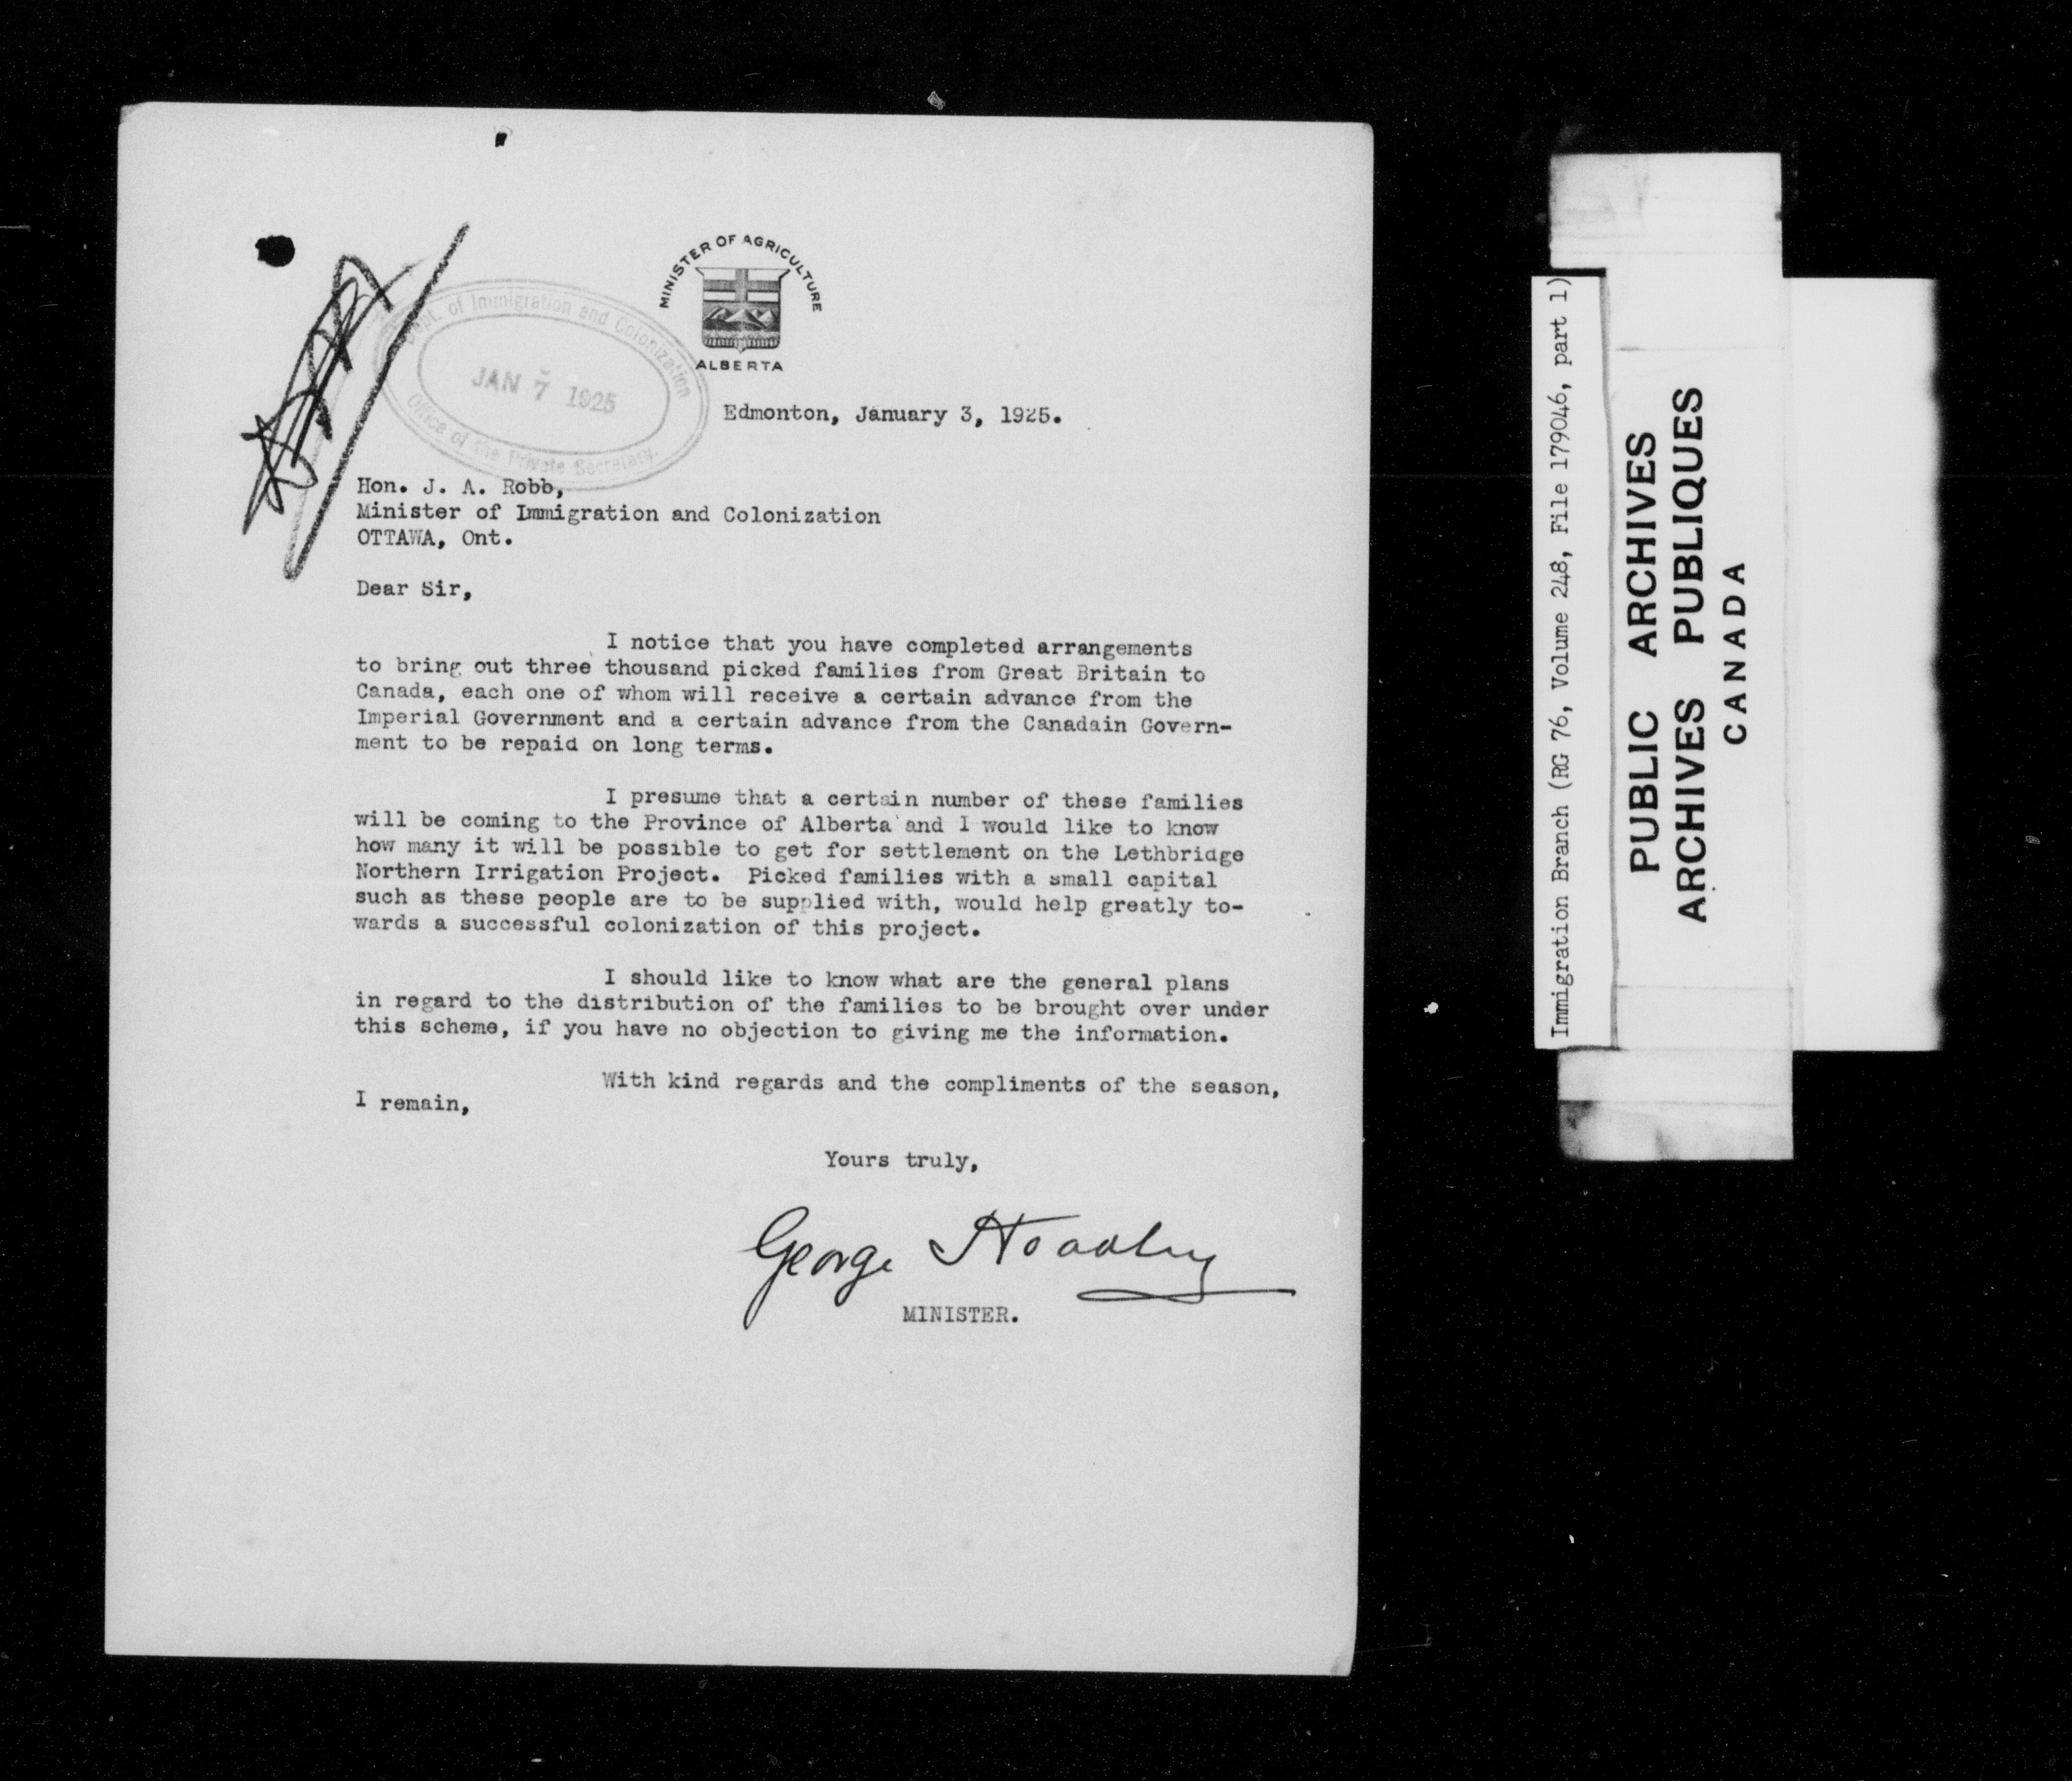 MINISTER OF AGRICULTURE
ALBERTA
Dept. of Immigration and Colonization
JAN 7 1925
Office of the Private Secretary.
Edmonton, January 3, 1925.
Hon. J. A. Robb,
Minister of Immigration and Colonization
OTTAWA, Ont.
Dear Sir,
I notice that you have completed arrangements
to bring out three thousand picked families from Great Britain to
Canada, each one of whom will receive a certain advance from the
Imperial Government and a certain advance from the Canadain Govern-
ment to be repaid on long terms.
I presume that a certain number of these families
will be coming to the Province of Alberta and I would like to know
how many it will be possible to get for settlement on the Lethbridge
Northern Irrigation Project. Picked families with a small capital
such as these people are to be supplied with, would help greatly to-
wards a successful colonization of this project.
I should like to know what are the general plans
in regard to the distribution of the families to be brought over under
this scheme, if you have no objection to giving me the information.
With kind regards and the compliments of the season,
I remain,
Yours truly,
George Hoadley
MINISTER.
Immigration Branch (RG 76, Volume 248, File 179046, part 1)
PUBLIC ARCHIVES
ARCHIVES PUBLIQUES
CANADA